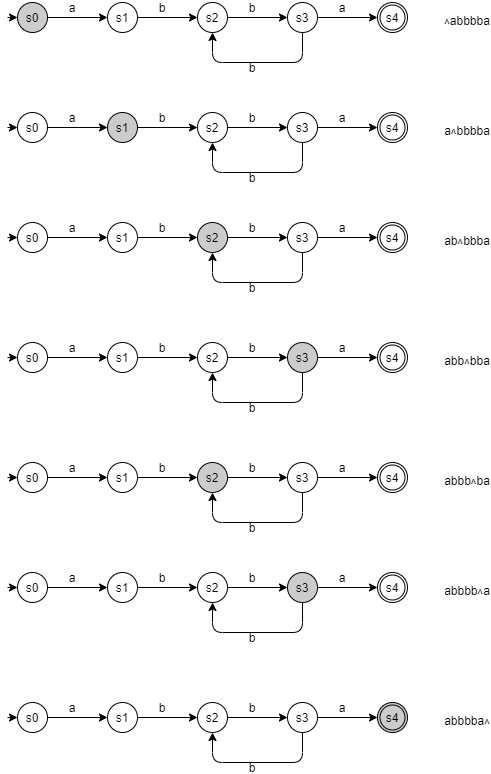 a b b a
s0 s1 s2 s3 s4 ^abbbba
b
a b b a
s0 s1 s2 s3 s4 a^bbbba
b
a b b a
s0 s1 s2 s3 s4 ab^bbba
b
a b b a
s0 s1 s2 s3 s4 abb^bba
b
a b b a
s0 s1 s2 s3 s4 abbb^ba
b
a b b a
s0 s1 s2 s3 s4 abbbb^a
b
a b b a
s0 s1 s2 s3 s4 abbbba^
b